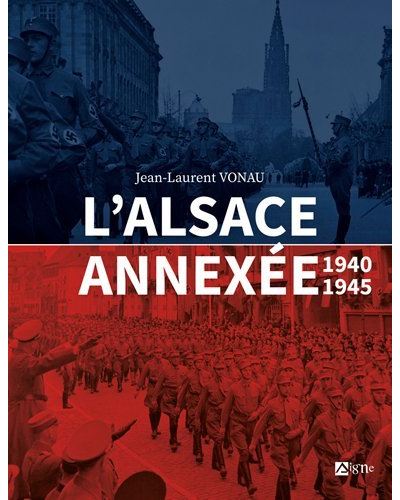 Jean-Laurent VONAU
L'ALSACE
ANNEXÉE
1940
1945
Signe